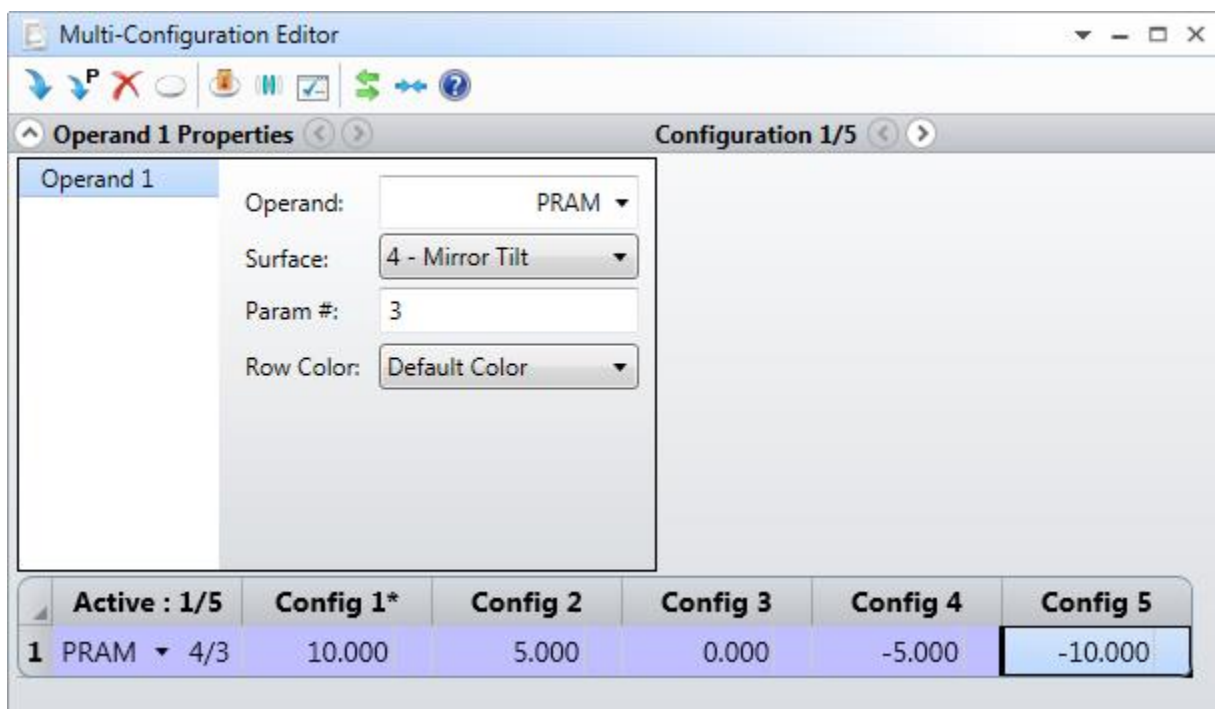 Multi-Configuration Editor
P
Operand 1 Properties Configuration 1/5
Operand 1
Operand: PRAM
Surface: 4 - Mirror Tilt
Param #: 3
Row Color: Default Color
Active : 1/5 Config 1* Config 2 Config 3 Config 4 Config 5
1 PRAM 4/3 10.000 5.000 0.000 -5.000 -10.000